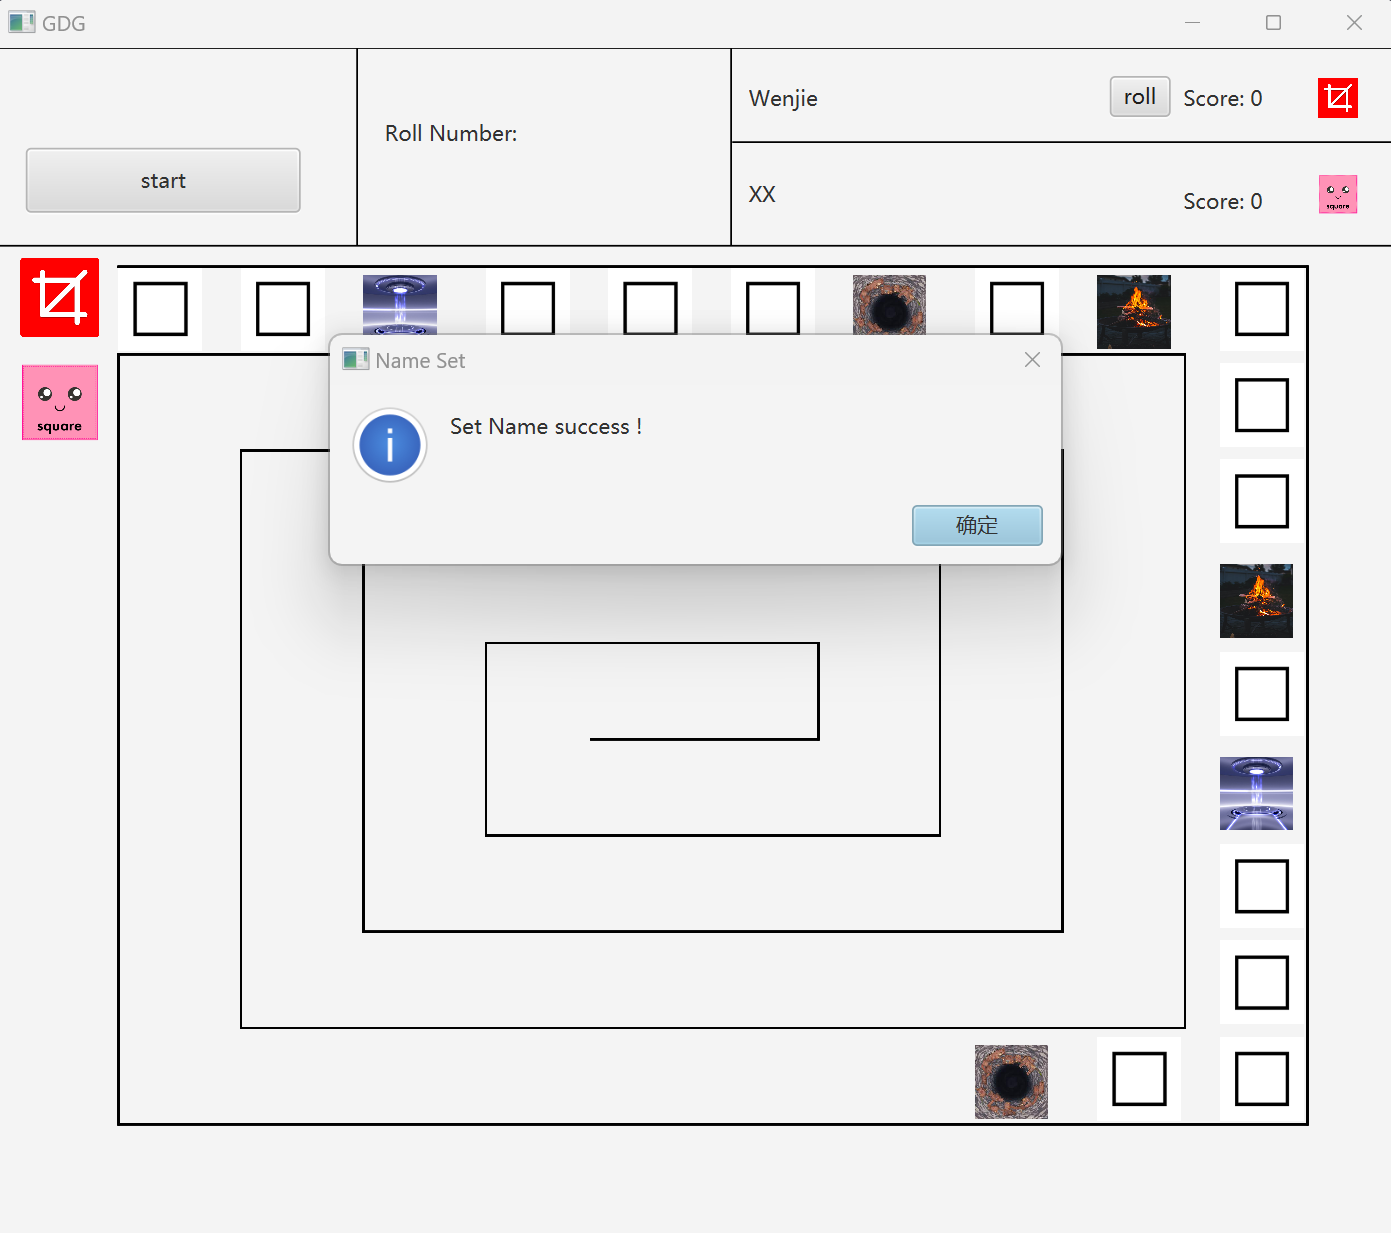 GDG
Wenjie
roll
Score: 0
Roll Number:
start
XX
Score: 0
square
square
Name Set
Set Name success !
i
确定